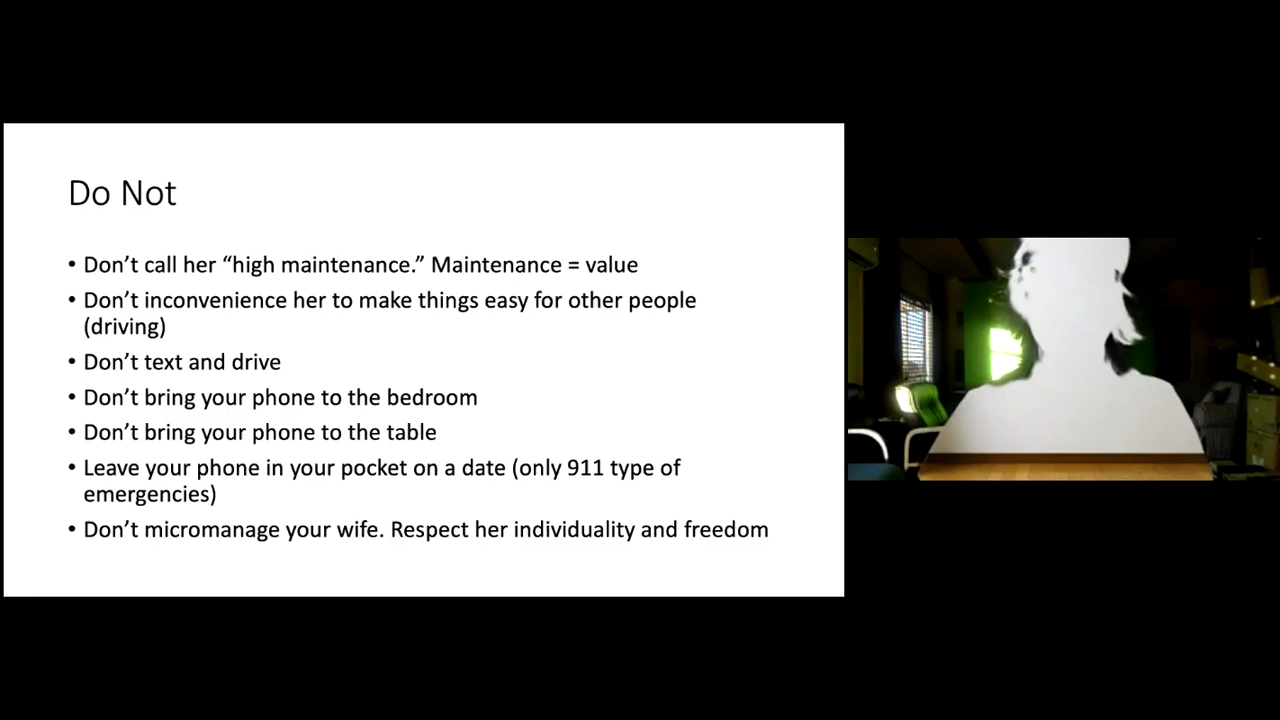 Do Not
• Don’t call her “high maintenance.” Maintenance = value
• Don’t inconvenience her to make things easy for other people
(driving)
• Don’t text and drive
• Don’t bring your phone to the bedroom
• Don’t bring your phone to the table
• Leave your phone in your pocket on a date (only 911 type of
emergencies)
• Don’t micromanage your wife. Respect her individuality and freedom